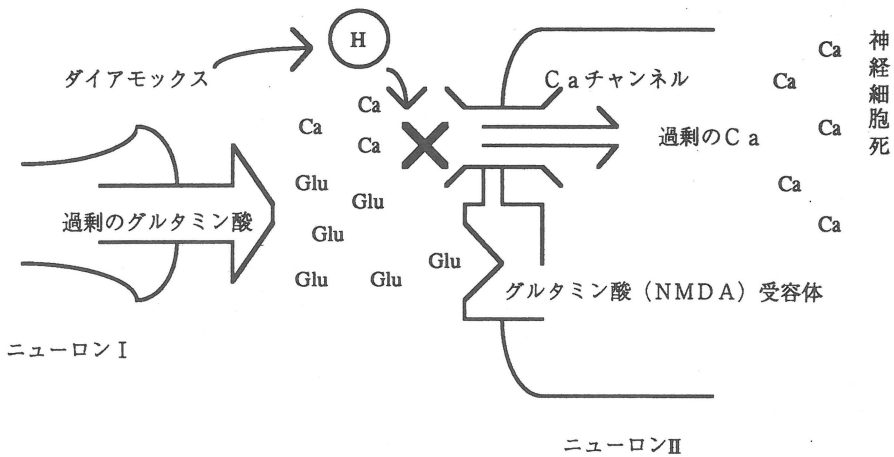 H
ダイアモックス
Ca
Ca
Ca
Glu
Glu
Glu
Glu
Glu
Glu
過剰のグルタミン酸
ニューロンⅠ
Caチャンネル
過剰のCa
Ca
Ca
Ca
Ca
Ca
神経細胞死
グルタミン酸(NMDA)受容体
ニューロンⅡ